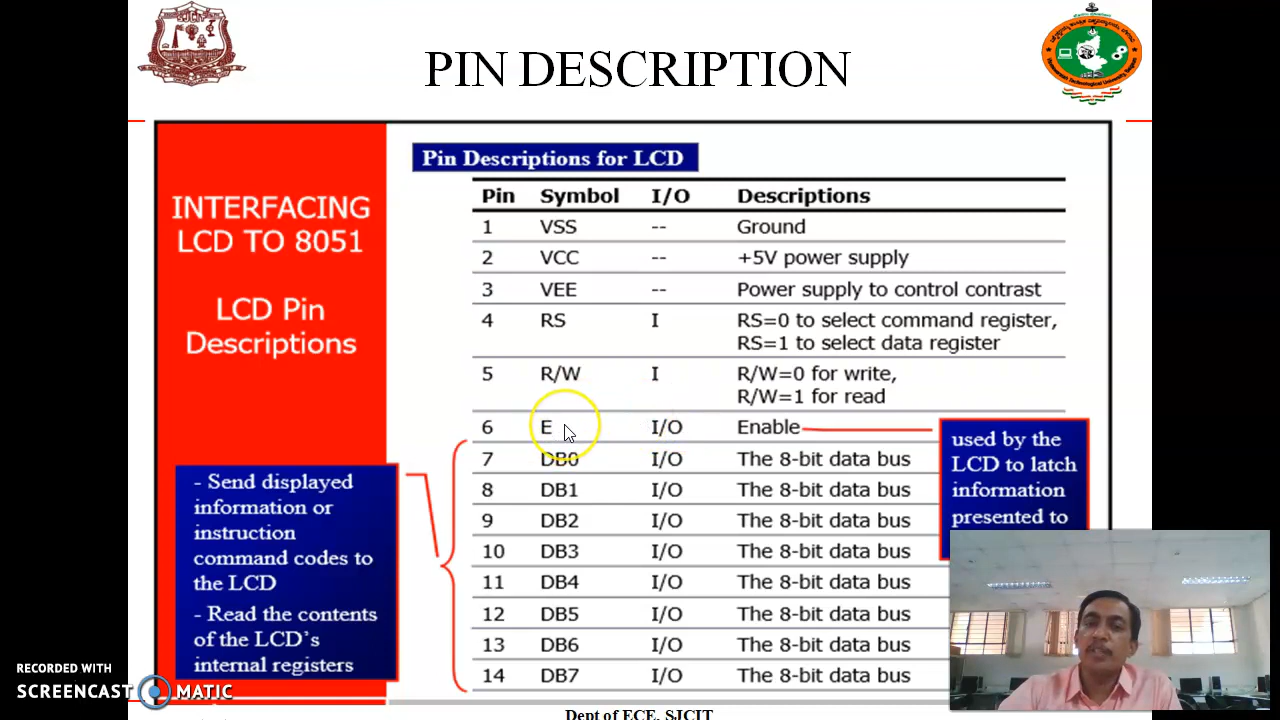 SJCIT
PIN DESCRIPTION
Pin Descriptions for LCD
INTERFACING
LCD TO 8051
LCD Pin
Descriptions
Pin Symbol I/O Descriptions
1 VSS -- Ground
2 VCC -- +5V power supply
3 VEE -- Power supply to control contrast
4 RS I RS=0 to select command register,
RS=1 to select data register
5 R/W I R/W=0 for write,
R/W=1 for read
6 E I/O Enable
7 DB0 I/O The 8-bit data bus
8 DB1 I/O The 8-bit data bus
9 DB2 I/O The 8-bit data bus
10 DB3 I/O The 8-bit data bus
11 DB4 I/O The 8-bit data bus
12 DB5 I/O The 8-bit data bus
13 DB6 I/O The 8-bit data bus
14 DB7 I/O The 8-bit data bus
used by the
LCD to latch
information
presented to
- Send displayed
information or
instruction
command codes to
the LCD
- Read the contents
of the LCD's
internal registers
RECORDED WITH
SCREENCAST MATIC
Dept of ECE, SJCIT